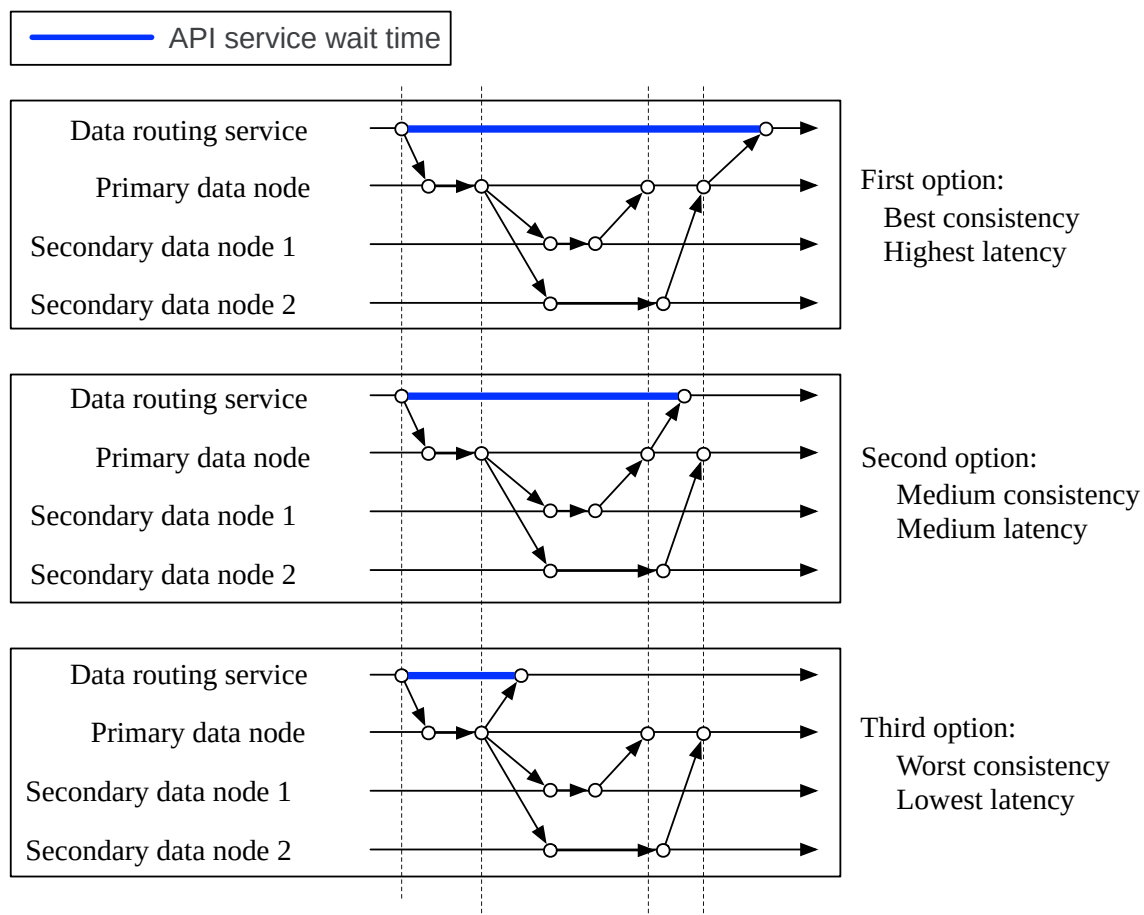 API service wait time
Data routing service
Primary data node
Secondary data node 1
Secondary data node 2
First option:
Best consistency
Highest latency
Data routing service
Primary data node
Secondary data node 1
Secondary data node 2
Second option:
Medium consistency
Medium latency
Data routing service
Primary data node
Secondary data node 1
Secondary data node 2
Third option:
Worst consistency
Lowest latency